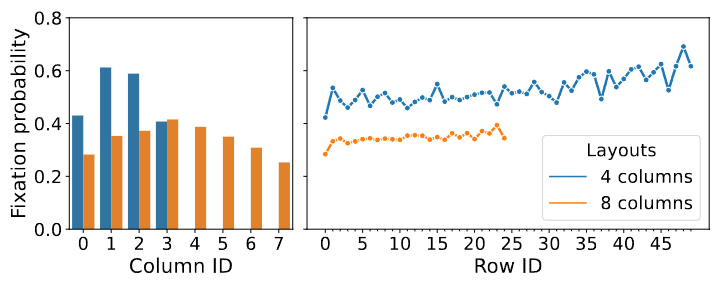 Fixation probability
0.8
0.6
0.4
0.2
0.0
0 1 2 3 4 5 6 7
Column ID
0 5 10 15 20 25 30 35 40 45
Row ID
Layouts
4 columns
8 columns